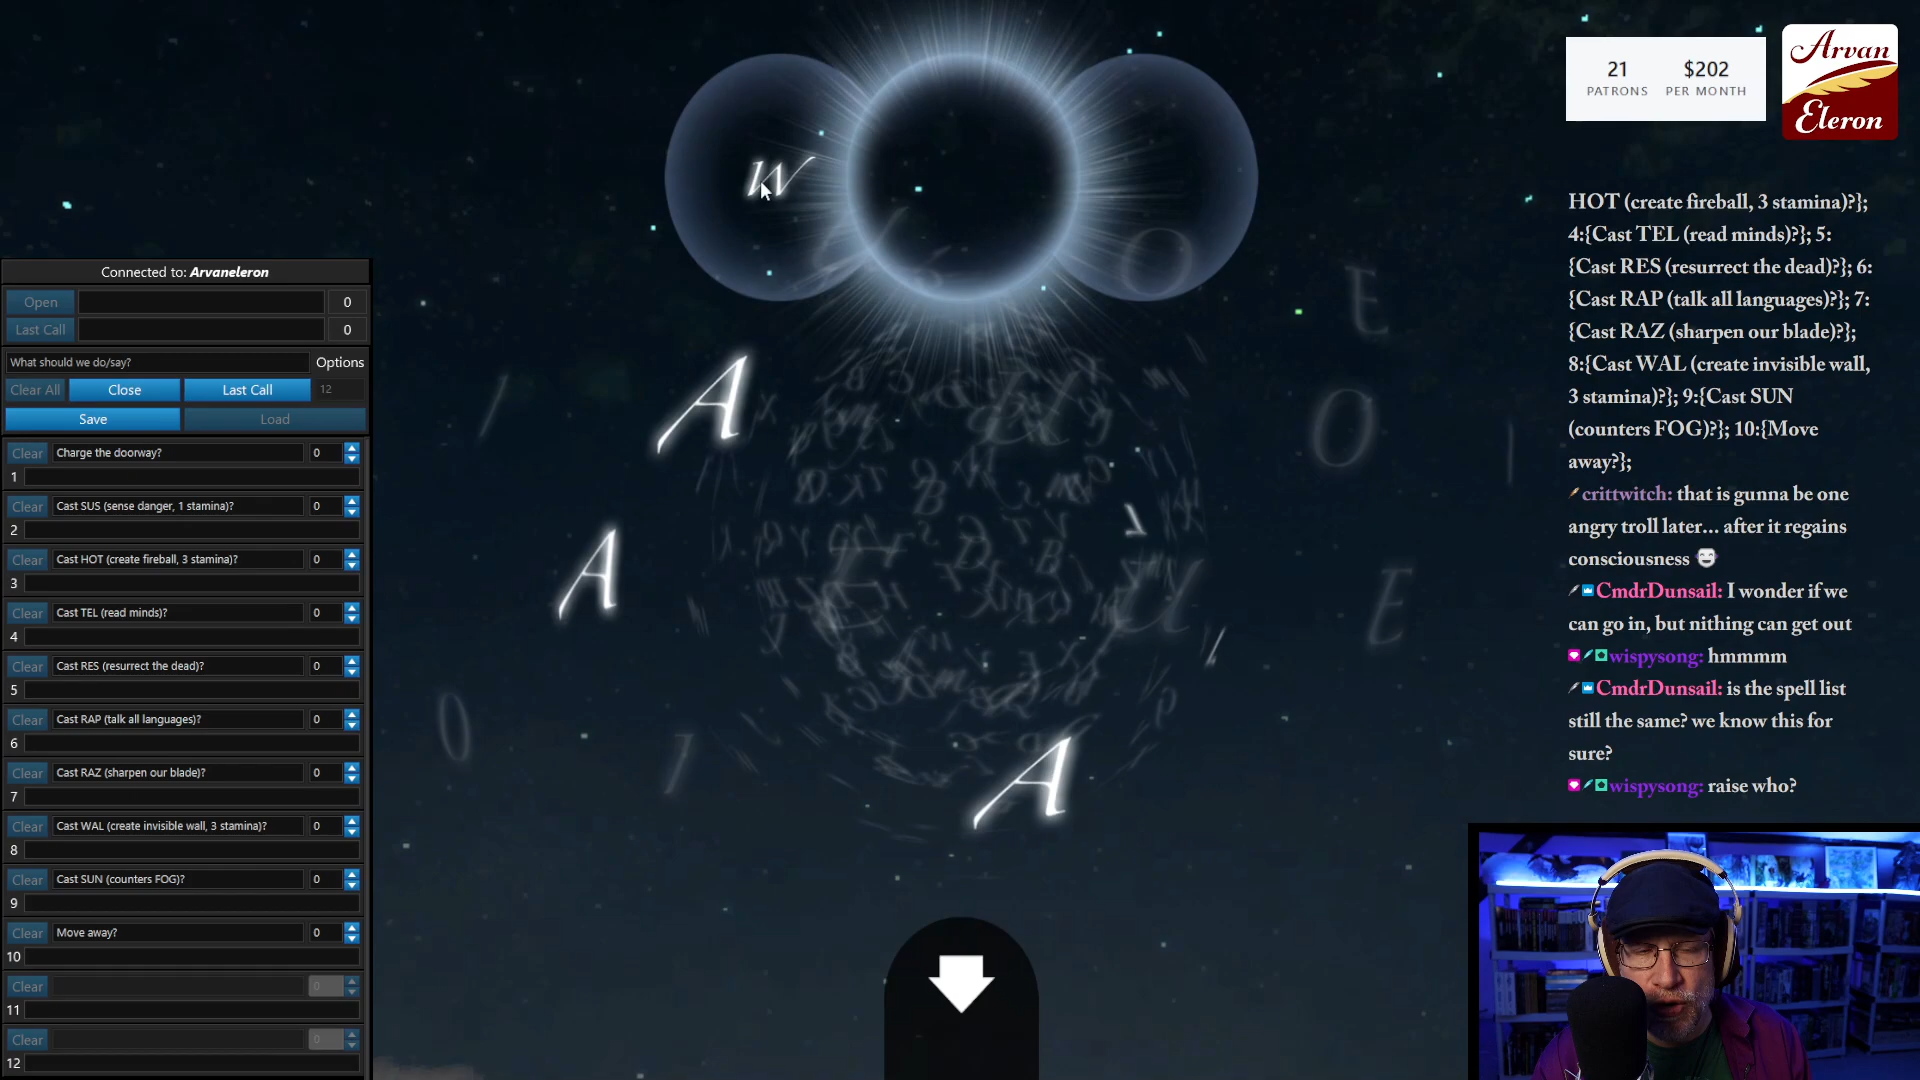 Connected to: Arvaneleron
Open 0
Last Call 0
What should we do/say? Options
Clear All Close Last Call 12
Save Load
Clear Charge the doorway? 0
1
Clear Cast SUS (sense danger, 1 stamina)? 0
2
Clear Cast HOT (create fireball, 3 stamina)? 0
3
Clear Cast TEL (read minds)? 0
4
Clear Cast RES (resurrect the dead)? 0
5
Clear Cast RAP (talk all languages)? 0
6
Clear Cast RAZ (sharpen our blade)? 0
7
Clear Cast WAL (create invisible wall, 3 stamina)? 0
8
Clear Cast SUN (counters FOG)? 0
9
Clear Move away? 0
10
Clear 0
11
Clear 0
12
W
O
E
A
O
I
A
E
O
A
21 $202
PATRONS PER MONTH
Arvan
Eleron
HOT (create fireball, 3 stamina)?};
4:{Cast TEL (read minds)?}; 5:
{Cast RES (resurrect the dead)?}; 6:
{Cast RAP (talk all languages)?}; 7:
{Cast RAZ (sharpen our blade)?};
8:{Cast WAL (create invisible wall,
3 stamina)?}; 9:{Cast SUN
(counters FOG)?}; 10:{Move
away?};
crittwitch: that is gunna be one
angry troll later... after it regains
consciousness
CmdrDunsail: I wonder if we
can go in, but nithing can get out
wispysong: hmmmm
CmdrDunsail: is the spell list
still the same? we know this for
sure?
wispysong: raise who?